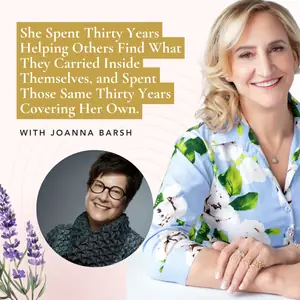 She Spent Thirty Years
Helping Others Find What
They Carried Inside
Themselves, and Spent
Those Same Thirty Years
Covering Her Own.
WITH JOANNA BARSH